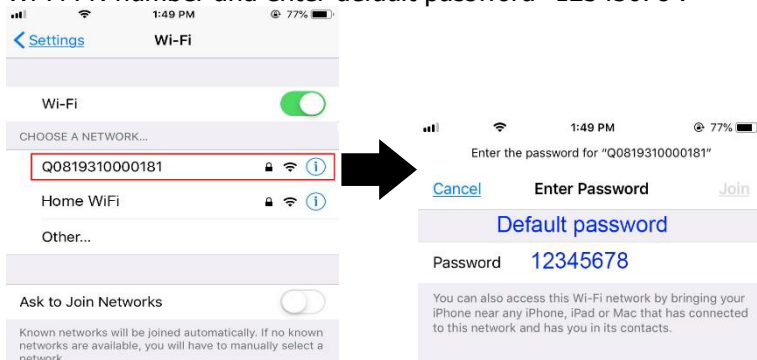 1:49 PM
77%
Settings
Wi-Fi
Wi-Fi
CHOOSE A NETWORK...
Q0819310000181
Home WiFi
Other...
Ask to Join Networks
Known networks will be joined automatically. If no known
networks are available, you will have to manually select a
network.
1:49 PM
77%
Enter the password for “Q0819310000181”
Cancel
Enter Password
Join
Default password
Password
12345678
You can also access this Wi-Fi network by bringing your
iPhone near any iPhone, iPad or Mac that has connected
to this network and has you in its contacts.